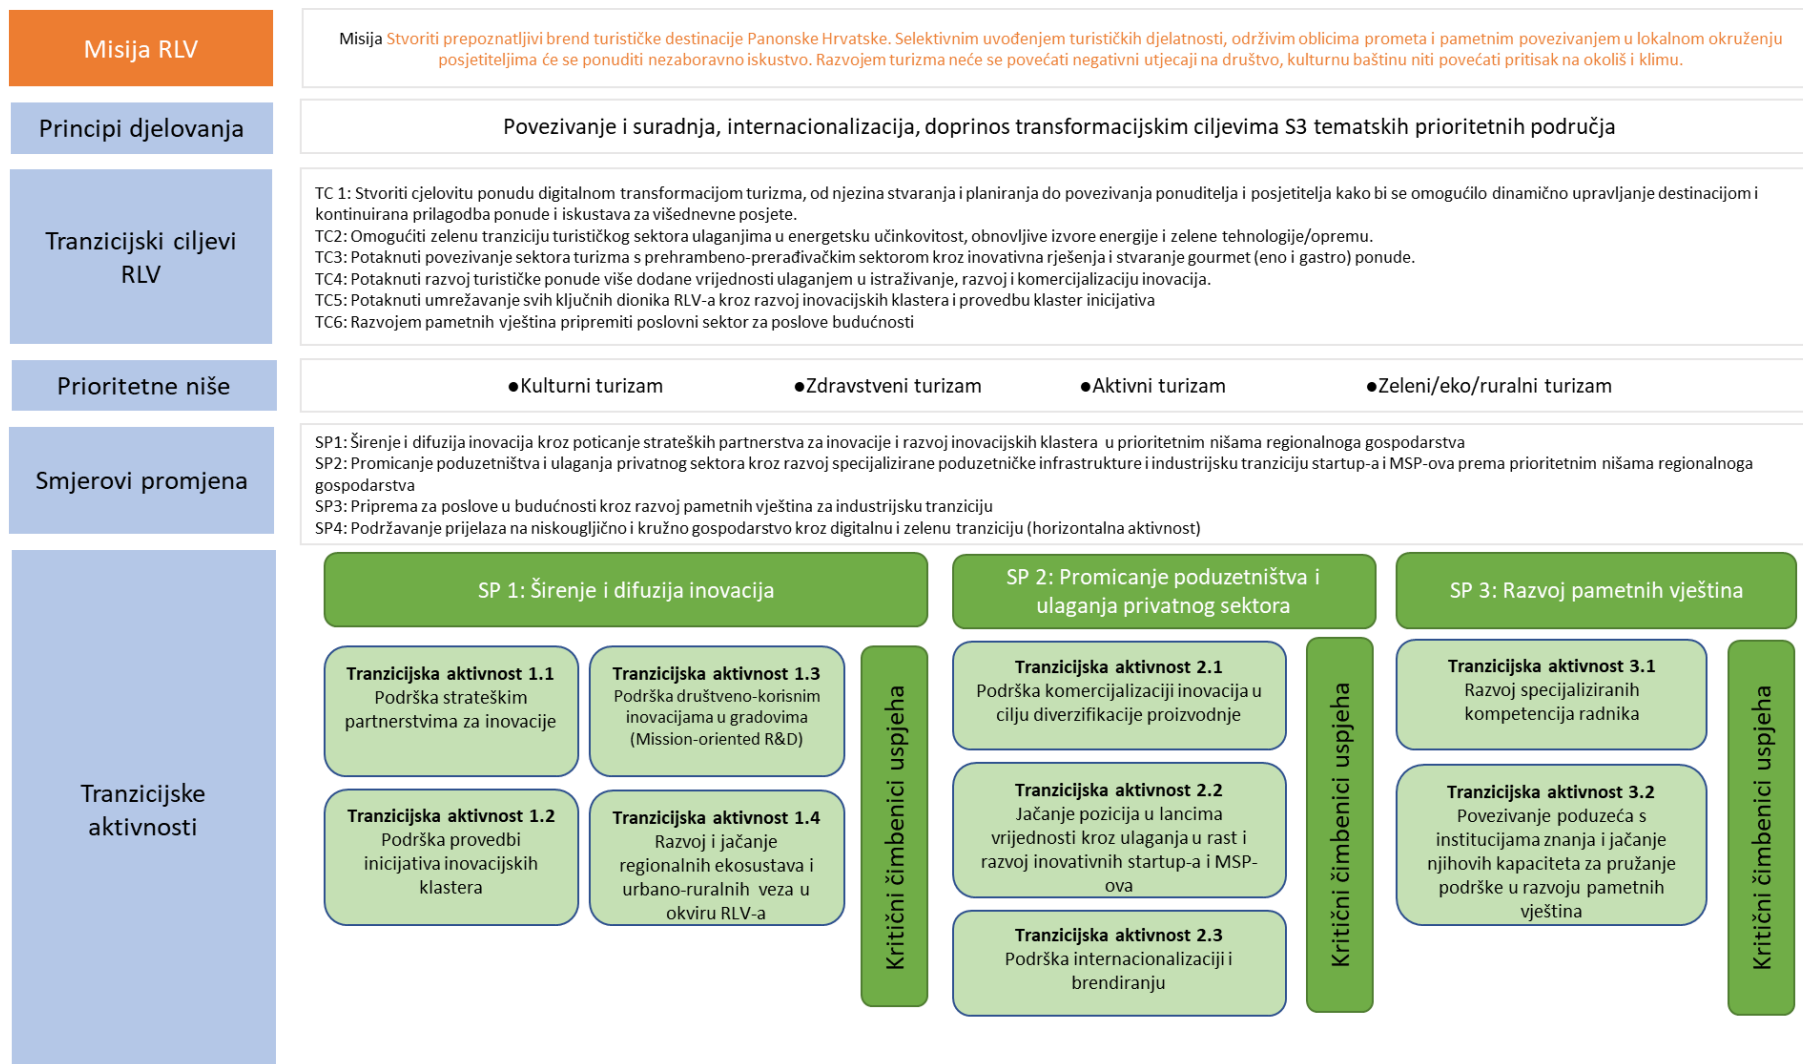 Misija RLV
Misija Stvoriti prepoznatljivi brend turističke destinacije Panonske Hrvatske. Selektivnim uvođenjem turističkih djelatnosti, održivim oblicima prometa i pametnim povezivanjem u lokalnom okruženju
posjetiteljima će se ponuditi nezaboravno iskustvo. Razvojem turizma neće se povećati negativni utjecaji na društvo, kulturnu baštinu niti povećati pritisak na okoliš i klimu.
Principi djelovanja
Povezivanje i suradnja, internacionalizacija, doprinos transformacijskim ciljevima S3 tematskih prioritetnih područja
Tranzicijski ciljevi
RLV
TC 1: Stvoriti cjelovitu ponudu digitalnom transformacijom turizma, od njezina stvaranja i planiranja do povezivanja ponuditelja i posjetitelja kako bi se omogućilo dinamično upravljanje destinacijom i
kontinuirana prilagodba ponude i iskustava za višednevne posjete.
TC2: Omogućiti zelenu tranziciju turističkog sektora ulaganjima u energetsku učinkovitost, obnovljive izvore energije i zelene tehnologije/opremu.
TC3: Potaknuti povezivanje sektora turizma s prehrambeno-prerađivačkim sektorom kroz inovativna rješenja i stvaranje gourmet (eno i gastro) ponude.
TC4: Potaknuti razvoj turističke ponude više dodane vrijednosti ulaganjem u istraživanje, razvoj i komercijalizaciju inovacija.
TC5: Potaknuti umrežavanje svih ključnih dionika RLV-a kroz razvoj inovacijskih klastera i provedbu klaster inicijativa
TC6: Razvojem pametnih vještina pripremiti poslovni sektor za poslove budućnosti
Prioritetne niše
●Kulturni turizam ●Zdravstveni turizam ●Aktivni turizam ●Zeleni/eko/ruralni turizam
Smjerovi promjena
SP1: Širenje i difuzija inovacija kroz poticanje strateških partnerstva za inovacije i razvoj inovacijskih klastera u prioritetnim nišama regionalnoga gospodarstva
SP2: Promicanje poduzetništva i ulaganja privatnog sektora kroz razvoj specijalizirane poduzetničke infrastrukture i industrijsku tranziciju startup-a i MSP-ova prema prioritetnim nišama regionalnoga
gospodarstva
SP3: Priprema za poslove u budućnosti kroz razvoj pametnih vještina za industrijsku tranziciju
SP4: Podržavanje prijelaza na niskougljično i kružno gospodarstvo kroz digitalnu i zelenu tranziciju (horizontalna aktivnost)
Tranzicijske
aktivnosti
SP 1: Širenje i difuzija inovacija
Tranzicijska aktivnost 1.1
Podrška strateškim
partnerstvima za inovacije
Tranzicijska aktivnost 1.2
Podrška provedbi
inicijativa inovacijskih
klastera
Tranzicijska aktivnost 1.3
Podrška društveno-korisnim
inovacijama u gradovima
(Mission-oriented R&D)
Tranzicijska aktivnost 1.4
Razvoj i jačanje
regionalnih ekosustava i
urbano-ruralnih veza u
okviru RLV-a
Kritični čimbenici uspjeha
SP 2: Promicanje poduzetništva i
ulaganja privatnog sektora
Tranzicijska aktivnost 2.1
Podrška komercijalizaciji inovacija u
cilju diverzifikacije proizvodnje
Tranzicijska aktivnost 2.2
Jačanje pozicija u lancima
vrijednosti kroz ulaganja u rast i
razvoj inovativnih startup-a i MSP-
ova
Tranzicijska aktivnost 2.3
Podrška internacionalizaciji i
brendiranju
Kritični čimbenici uspjeha
SP 3: Razvoj pametnih vještina
Tranzicijska aktivnost 3.1
Razvoj specijaliziranih
kompetencija radnika
Tranzicijska aktivnost 3.2
Povezivanje poduzeća s
institucijama znanja i jačanje
njihovih kapaciteta za pružanje
podrške u razvoju pametnih
vještina
Kritični čimbenici uspjeha